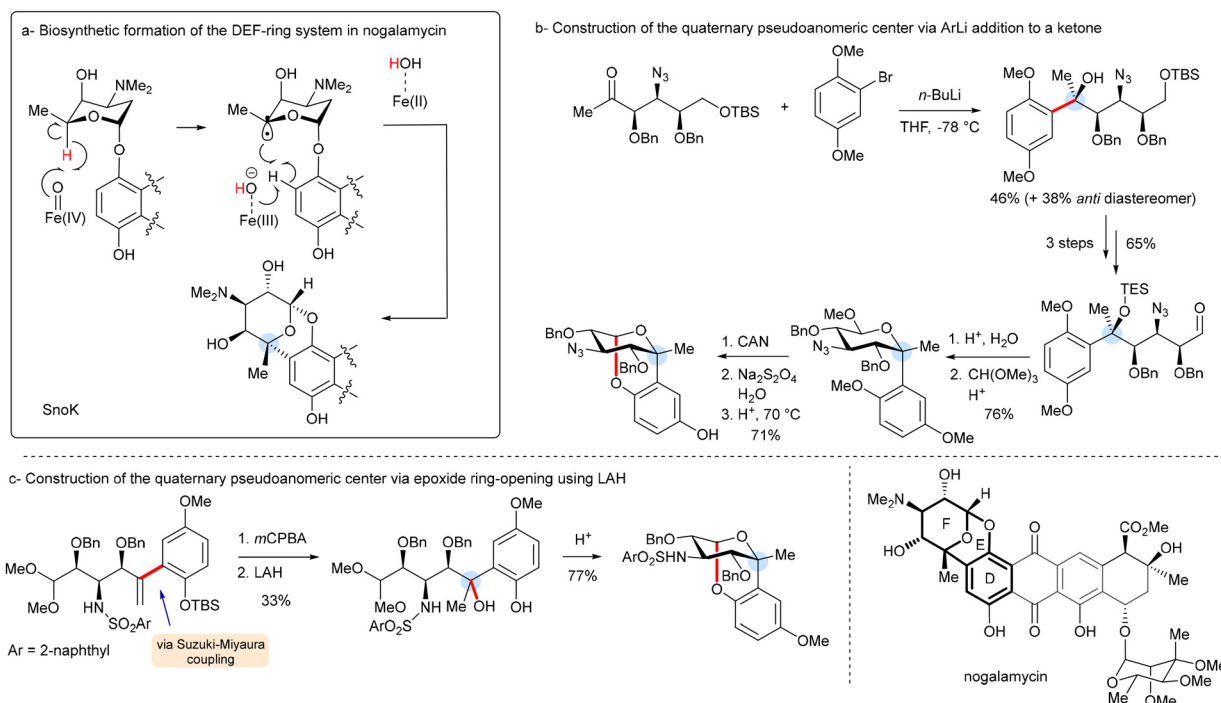 a- Biosynthetic formation of the DEF-ring system in nogalamycin
OH
NMe2
Me
O
H
O
O
Fe(IV)
OH
HOH
Fe(II)
OH
NMe2
Me
O
O
H
⊖
HO
Fe(III)
OH
OH
H
Me2N
O
O
HO
Me
OH
SnoK
b- Construction of the quaternary pseudoanomeric center via ArLi addition to a ketone
O
N3
Me
OTBS
OBn
OBn
+
OMe
Br
OMe
n-BuLi
THF, -78 °C
Me
OH
N3
OTBS
MeO
OBn
OBn
OMe
46% (+ 38% anti diastereomer)
3 steps
65%
TES
Me
O
N3
O
MeO
OBn
OBn
MeO
1. H+, H2O
2. CH(OMe)3
H+
76%
MeO
BnO
O
N3
Me
BnO
MeO
OMe
1. CAN
2. Na2S2O4
H2O
3. H+, 70 °C
71%
BnO
O
N3
Me
BnO
O
OH
c- Construction of the quaternary pseudoanomeric center via epoxide ring-opening using LAH
OMe
OBn
OBn
MeO
OMe
HN
SO2Ar
OTBS
Ar = 2-naphthyl
via Suzuki-Miyaura
coupling
1. mCPBA
2. LAH
33%
OMe
OBn
OBn
MeO
MeO
NH
Me
OH
OH
ArO2S
H+
77%
BnO
O
ArO2SHN
Me
BnO
O
OMe
OH
Me2N
H
F
O
O
E
HO
Me
D
OH
O
O
OH
CO2Me
OH
Me
O
Me
O
OMe
OMe
Me
OMe
nogalamycin